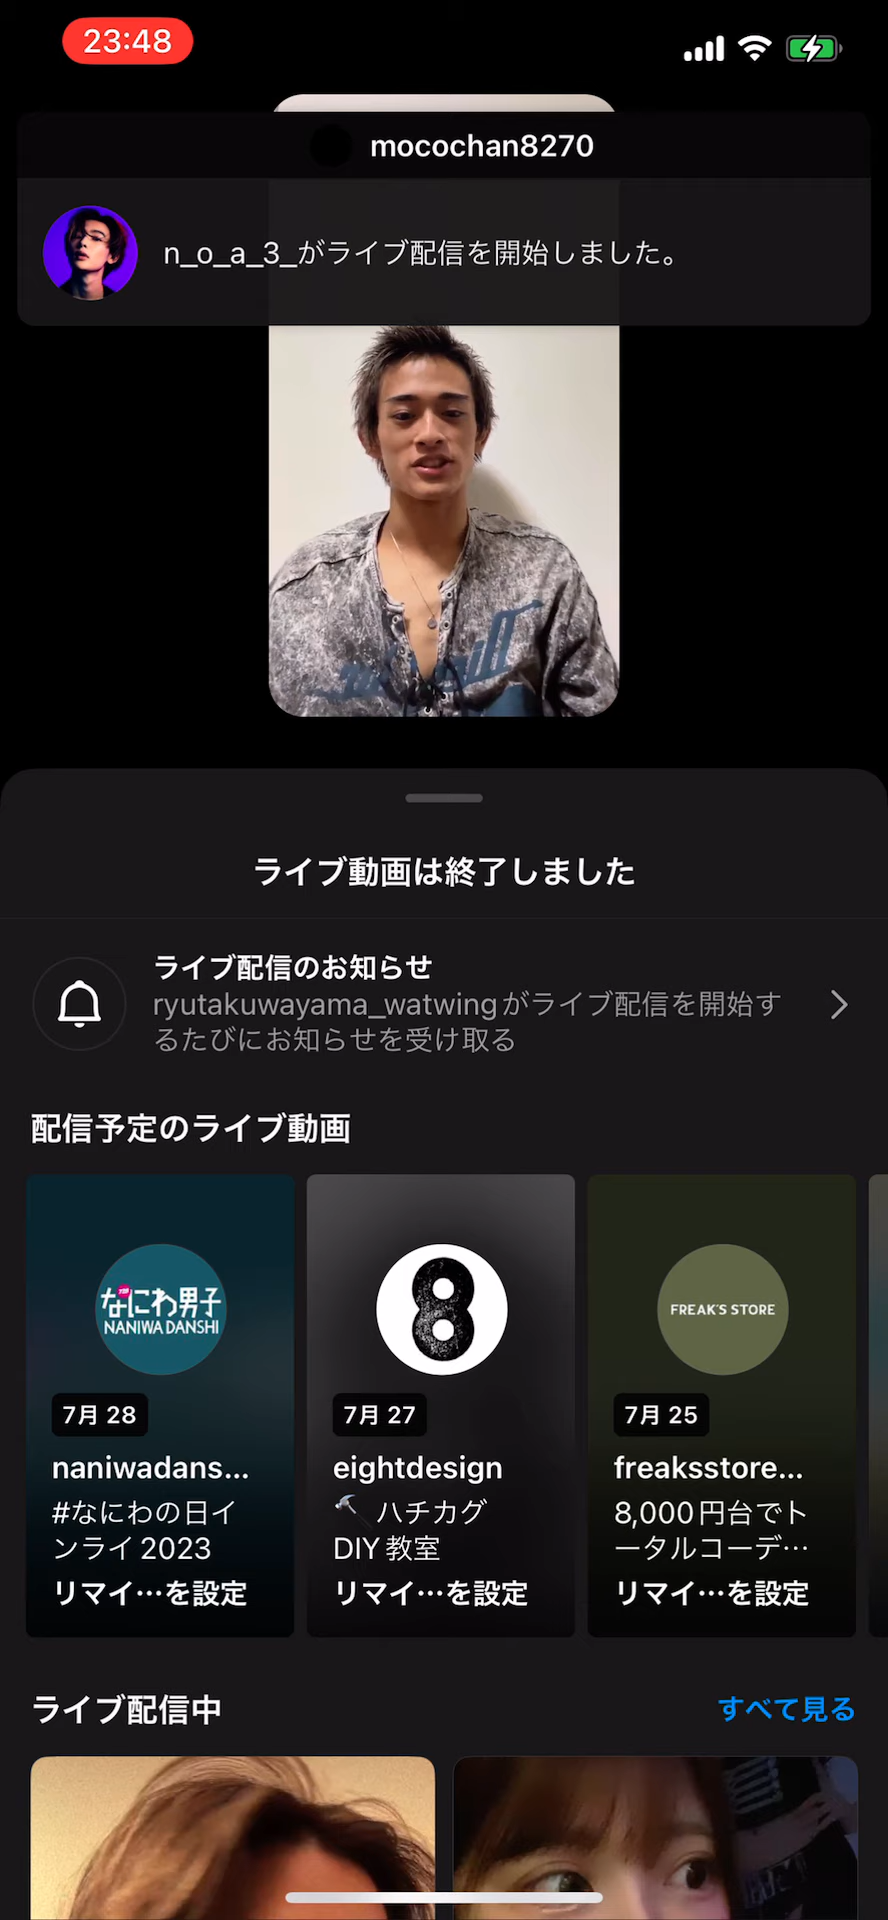 23:48
mocochan8270
n_o_a_3_がライブ配信を開始しました。
ライブ動画は終了しました
ライブ配信のお知らせ
ryutakuwayama_watwingがライブ配信を開始す
るたびにお知らせを受け取る
配信予定のライブ動画
なにわ男子
NANIWA DANSHI
7月 28
naniwadans...
#なにわの日イ
ンライ2023
リマイ…を設定
8
7月 27
eightdesign
🔨 ハチカグ
DIY教室
リマイ…を設定
FREAK'S STORE
7月 25
freaksstore...
8,000円台でト
ータルコーデ…
リマイ…を設定
ライブ配信中
すべて見る